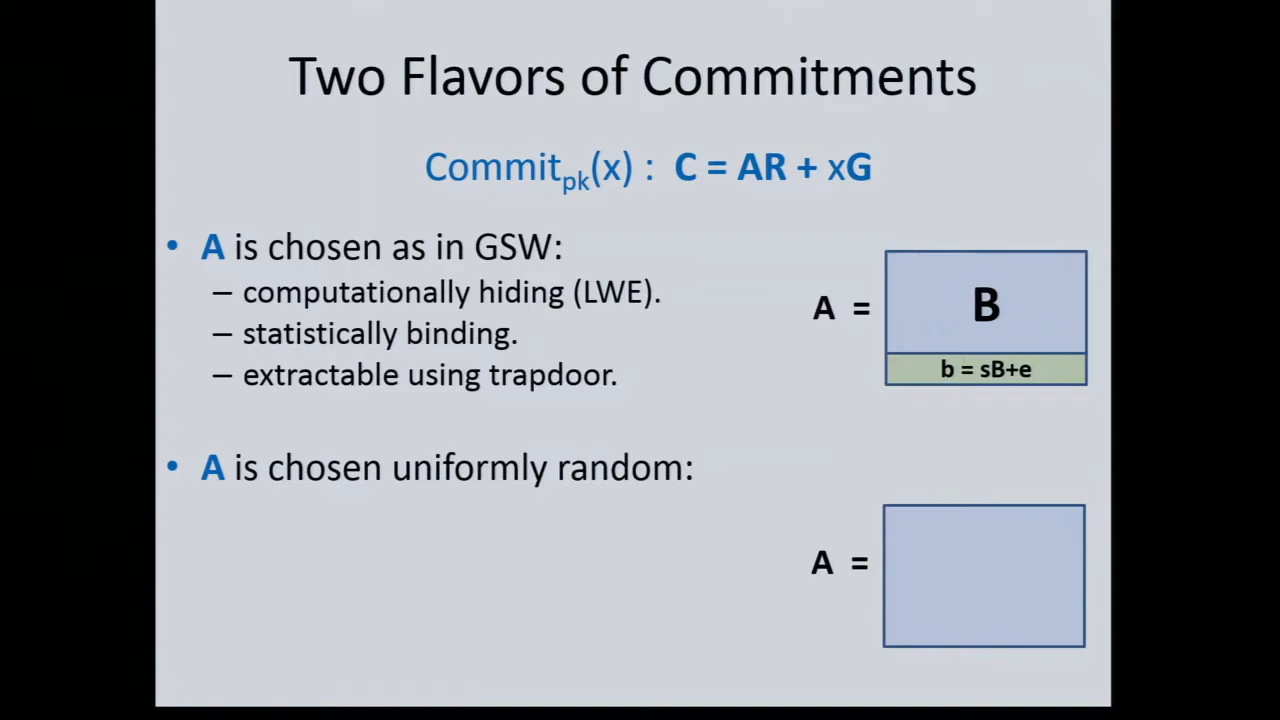 Two Flavors of Commitments
Commitpk(x) : C = AR + xG
• A is chosen as in GSW:
– computationally hiding (LWE).
– statistically binding.
– extractable using trapdoor.
A =
B
b = sB+e
• A is chosen uniformly random:
A =